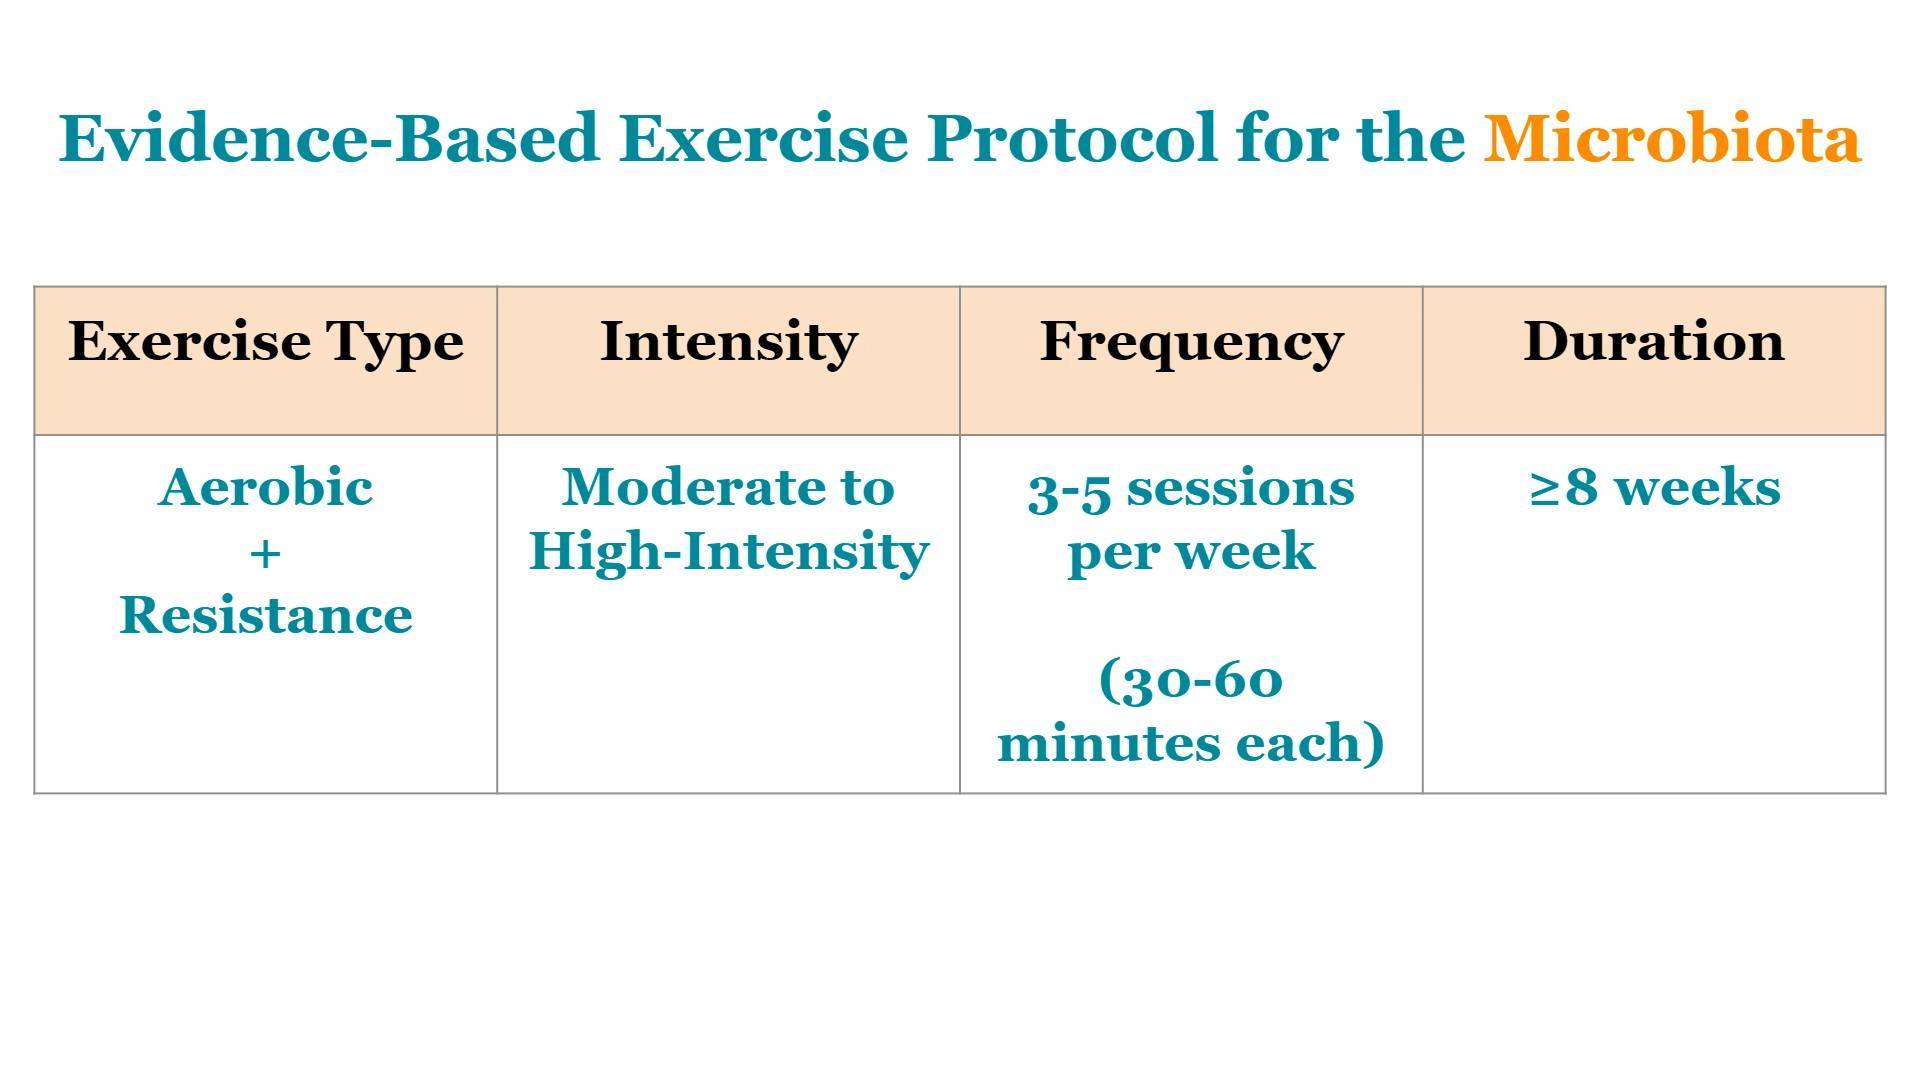 Evidence-Based Exercise Protocol for the Microbiota
Exercise Type
Intensity
Frequency
Duration
Aerobic
+
Resistance
Moderate to
High-Intensity
3-5 sessions
per week
(30-60
minutes each)
≥8 weeks